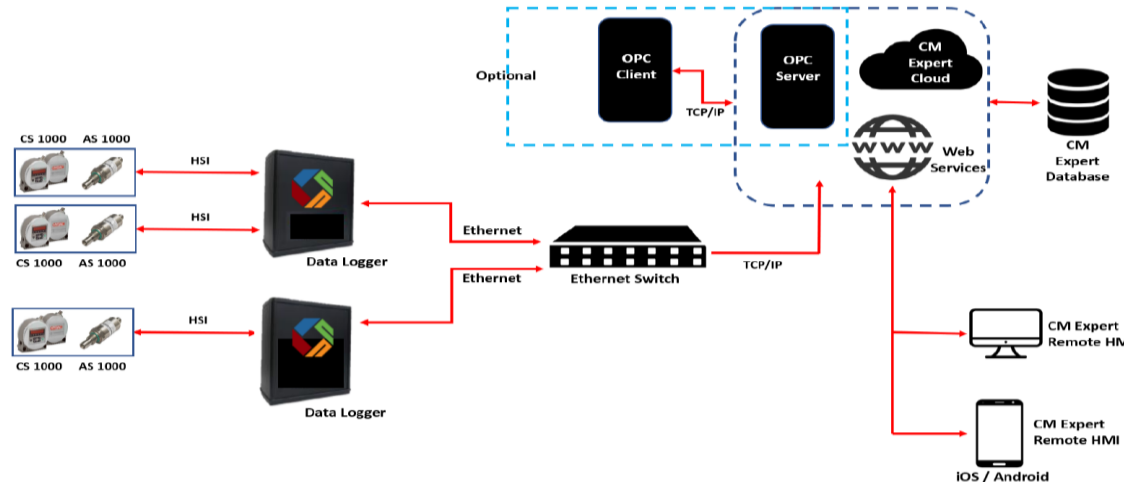 Optional
OPC
Client
TCP/IP
OPC
Server
CM
Expert
Cloud
WWW
Web
Services
CM
Expert
Database
CS 1000 AS 1000
HSI
HSI
CS 1000 AS 1000
Data Logger
Ethernet
Ethernet
Ethernet Switch
TCP/IP
HSI
CS 1000 AS 1000
Data Logger
CM Expert
Remote HM
CM Expert
Remote HMI
iOS / Android